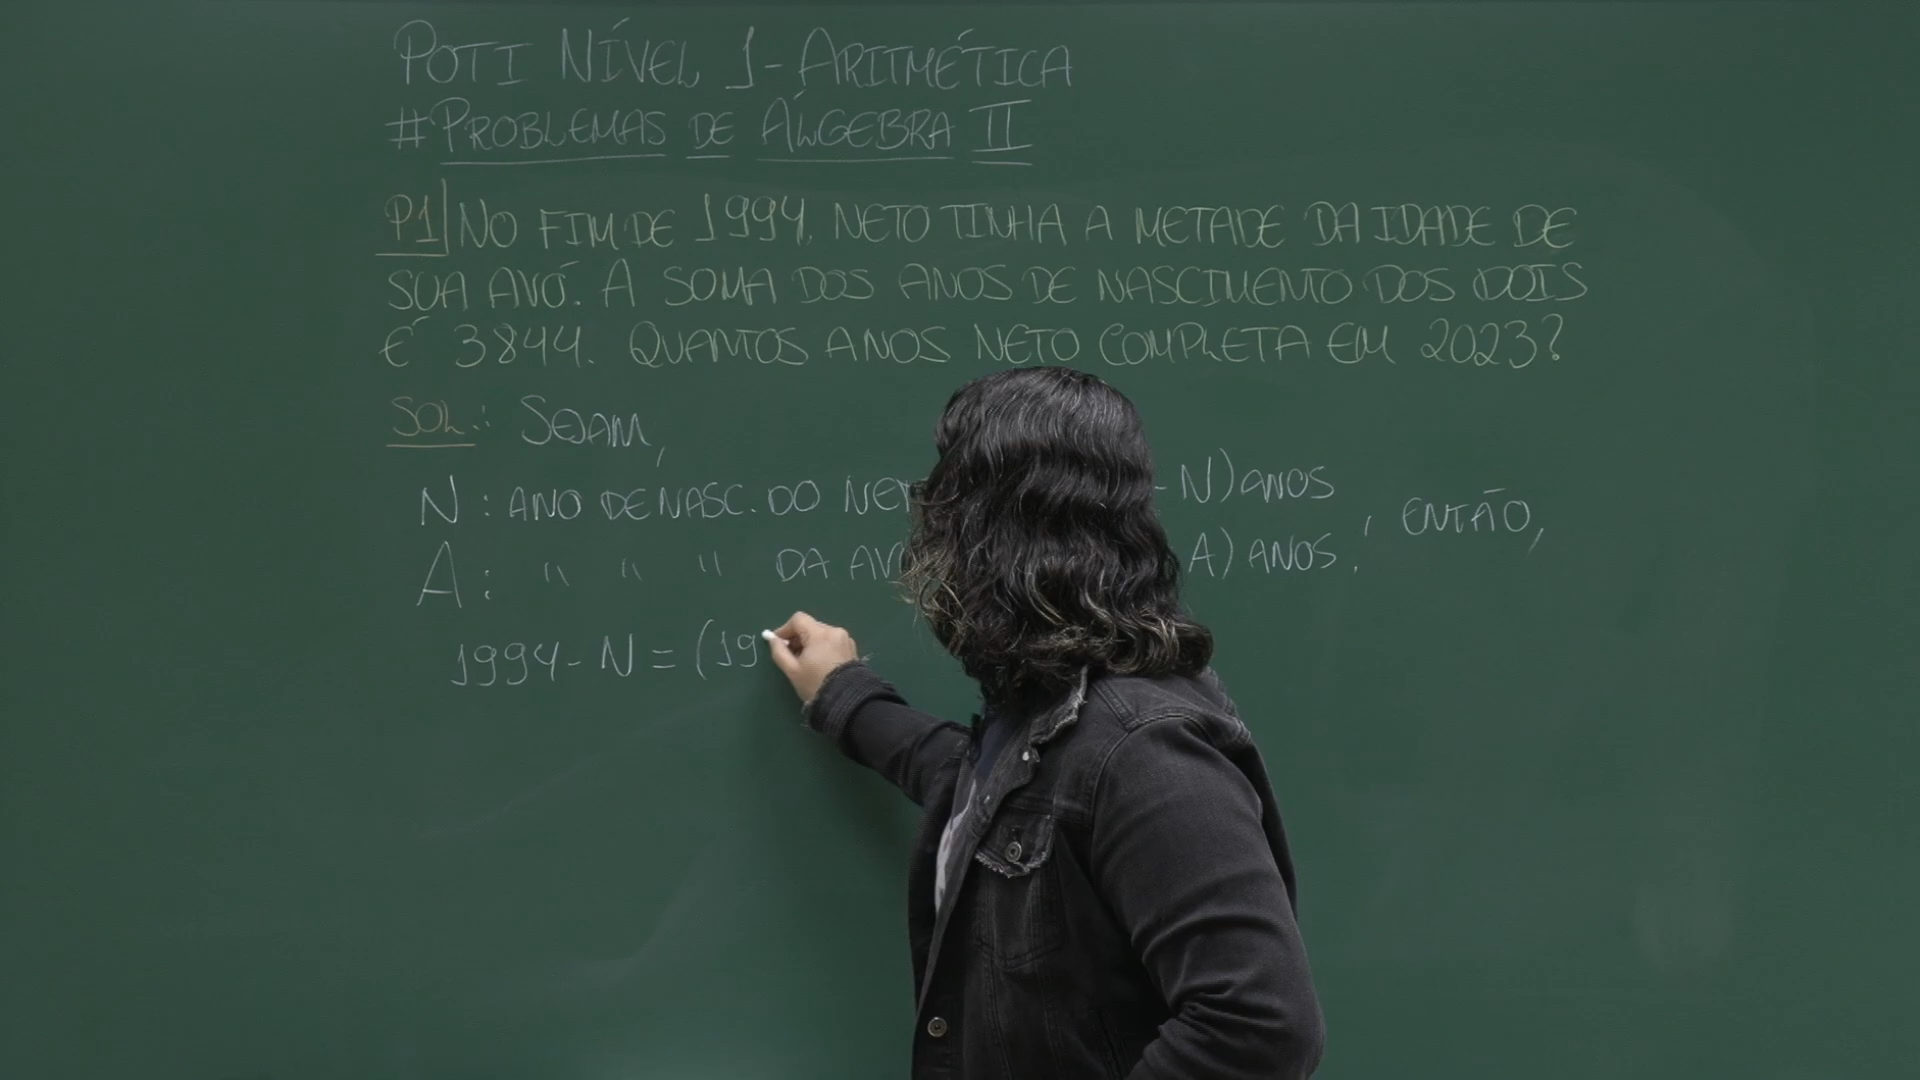 POTI NÍVEL 1 - ARITMÉTICA
# PROBLEMAS DE ÁLGEBRA II
P1 NO FIM DE 1994, NETO TINHA A METADE DA IDADE DE
SUA AVÓ. A SOMA DOS ANOS DE NASCIMENTO DOS DOIS
É 3844. QUANTOS ANOS NETO COMPLETA EM 2023?
SOL.: SEJAM,
N : ANO DE NASC. DO NET - N) ANOS
A : " " " DA AV A) ANOS. , ENTÃO,
1994 - N = (19